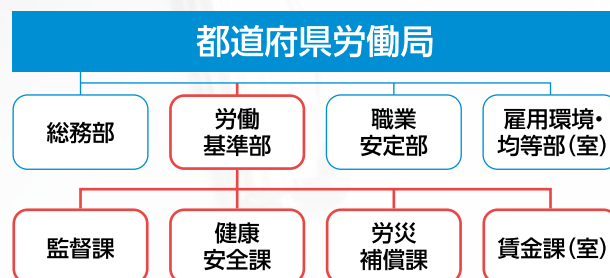 都道府県労働局
総務部
労働
基準部
職業
安定部
雇用環境・
均等部(室)
監督課
健康
安全課
労災
補償課
賃金課(室)